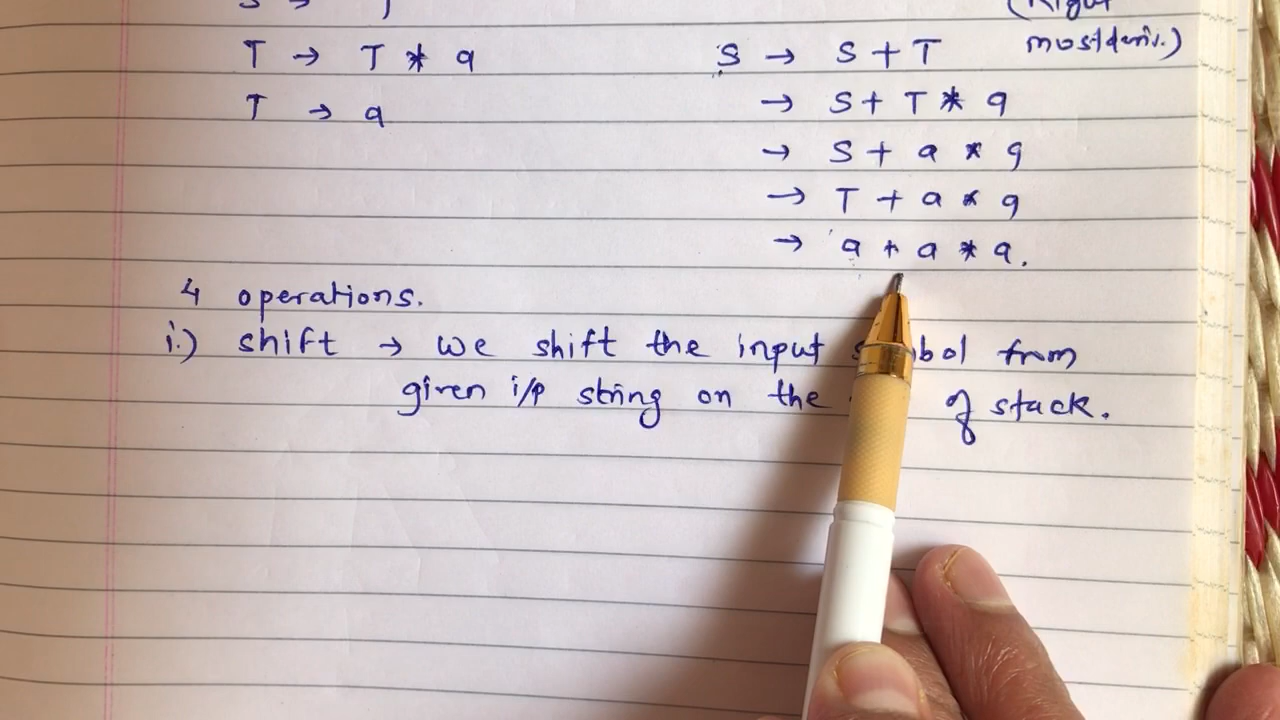 T → T * a
T → a
(Right
most deriv.)
S → S + T
→ S + T * a
→ S + a * a
→ T + a * a
→ a + a * a.
4 operations.
i.) shift → we shift the input from
given i/p string on the of stack.